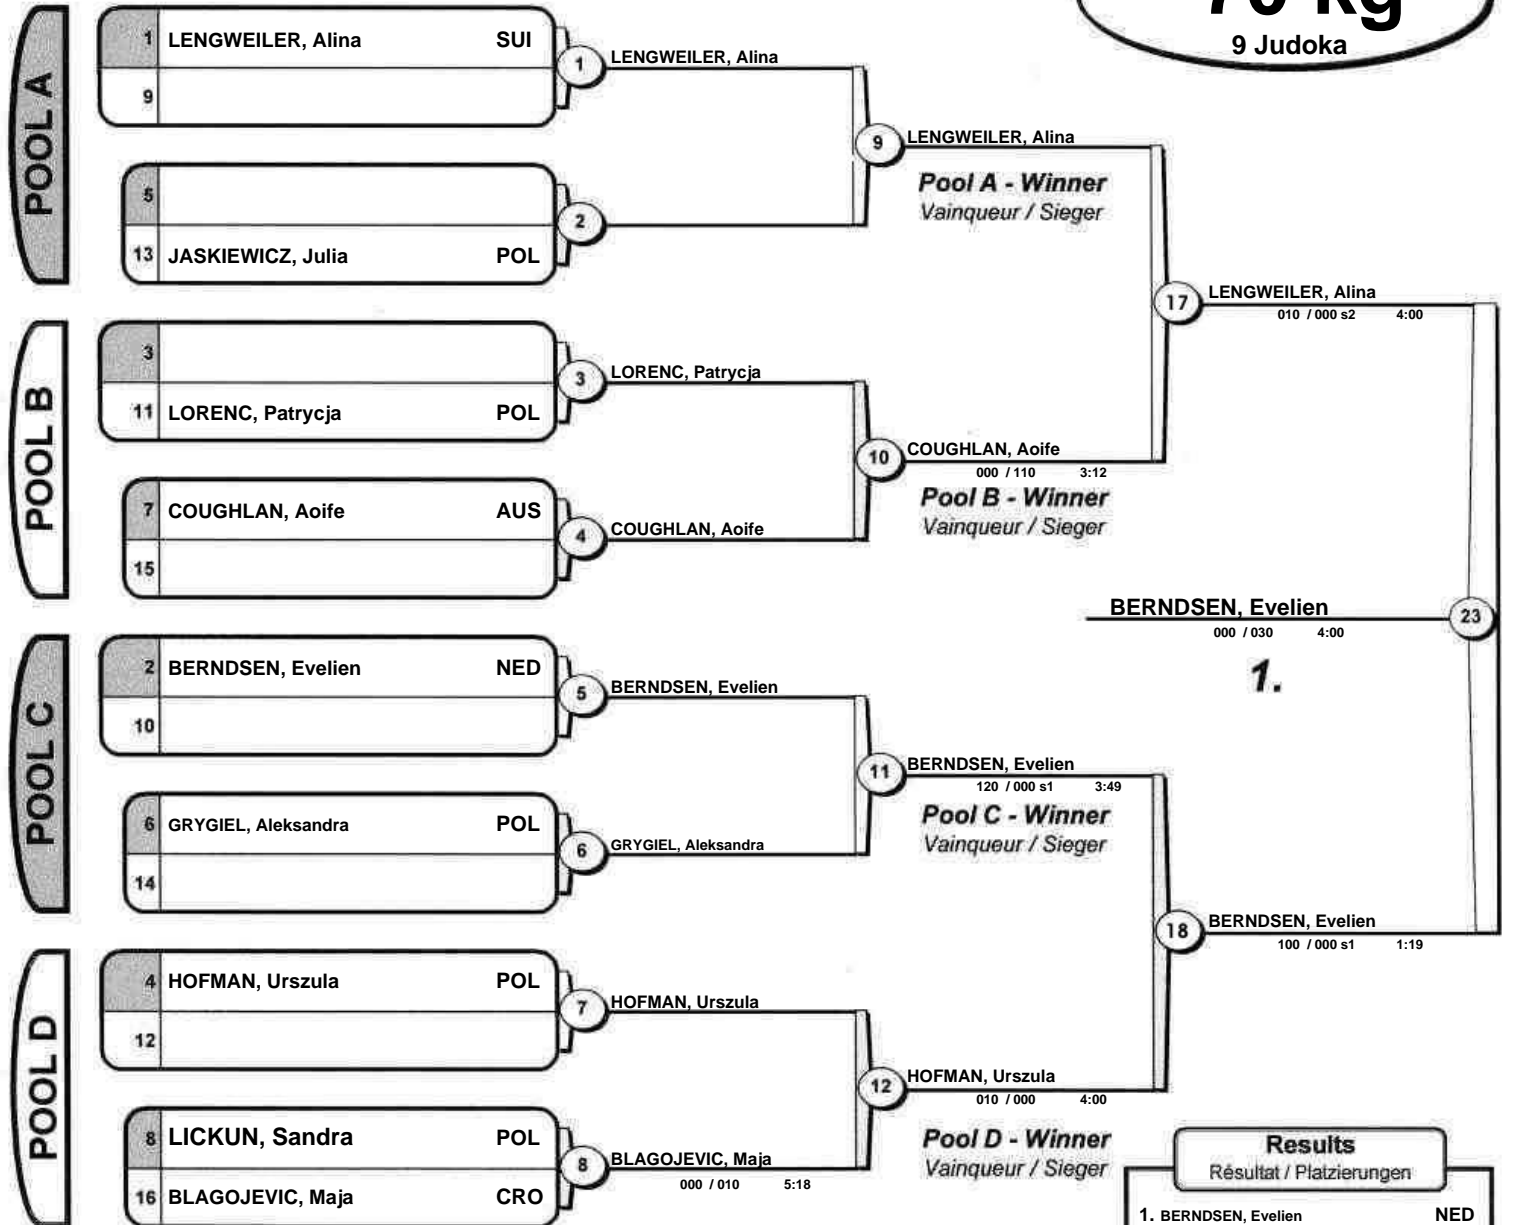 70 kg
9 Judoka
POOL A
1 LENGWEILER, Alina SUI
9
1 LENGWEILER, Alina
5
13 JASKIEWICZ, Julia POL
2
9 LENGWEILER, Alina
Pool A - Winner
Vainqueur / Sieger
17 LENGWEILER, Alina
010 / 000 s2 4:00
POOL B
3
11 LORENC, Patrycja POL
3 LORENC, Patrycja
7 COUGHLAN, Aoife AUS
15
4 COUGHLAN, Aoife
10 COUGHLAN, Aoife
000 / 110 3:12
Pool B - Winner
Vainqueur / Sieger
BERNDSEN, Evelien 23
000 / 030 4:00
1.
POOL C
2 BERNDSEN, Evelien NED
10
5 BERNDSEN, Evelien
6 GRYGIEL, Aleksandra POL
14
6 GRYGIEL, Aleksandra
11 BERNDSEN, Evelien
120 / 000 s1 3:49
Pool C - Winner
Vainqueur / Sieger
18 BERNDSEN, Evelien
100 / 000 s1 1:19
POOL D
4 HOFMAN, Urszula POL
12
7 HOFMAN, Urszula
8 LICKUN, Sandra POL
16 BLAGOJEVIC, Maja CRO
8 BLAGOJEVIC, Maja
000 / 010 5:18
12 HOFMAN, Urszula
010 / 000 4:00
Pool D - Winner
Vainqueur / Sieger
Results
Résultat / Platzierungen
1. BERNDSEN, Evelien NED